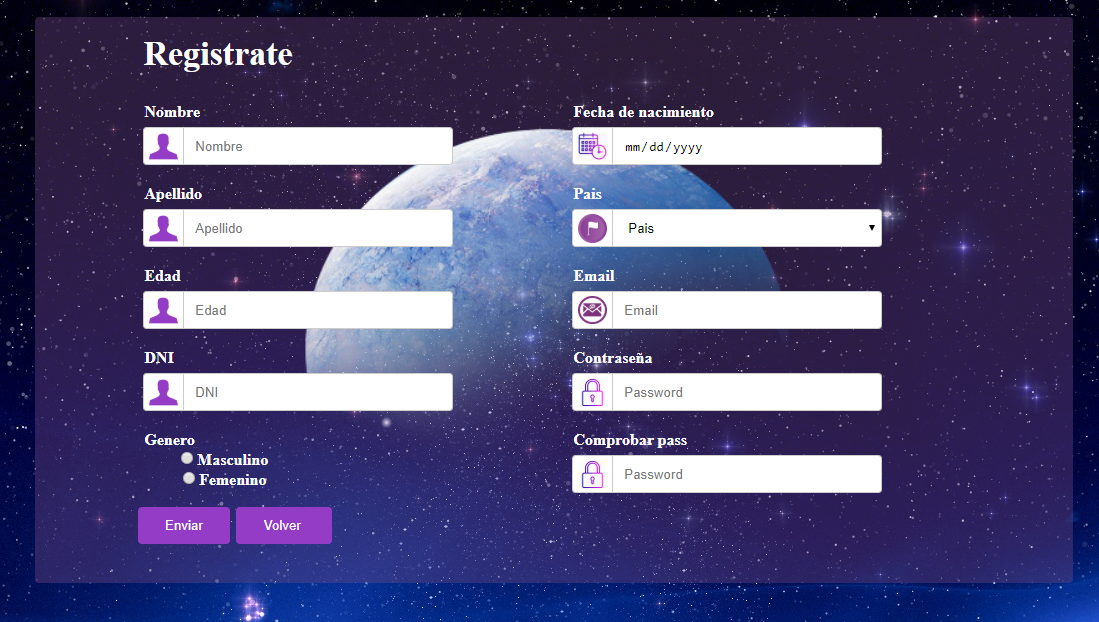 Registrate
Nombre
Nombre
Apellido
Apellido
Edad
Edad
DNI
DNI
Genero
Masculino
Femenino
Fecha de nacimiento
mm/dd/yyyy
Pais
Pais
Email
Email
Contraseña
Password
Comprobar pass
Password
Enviar
Volver